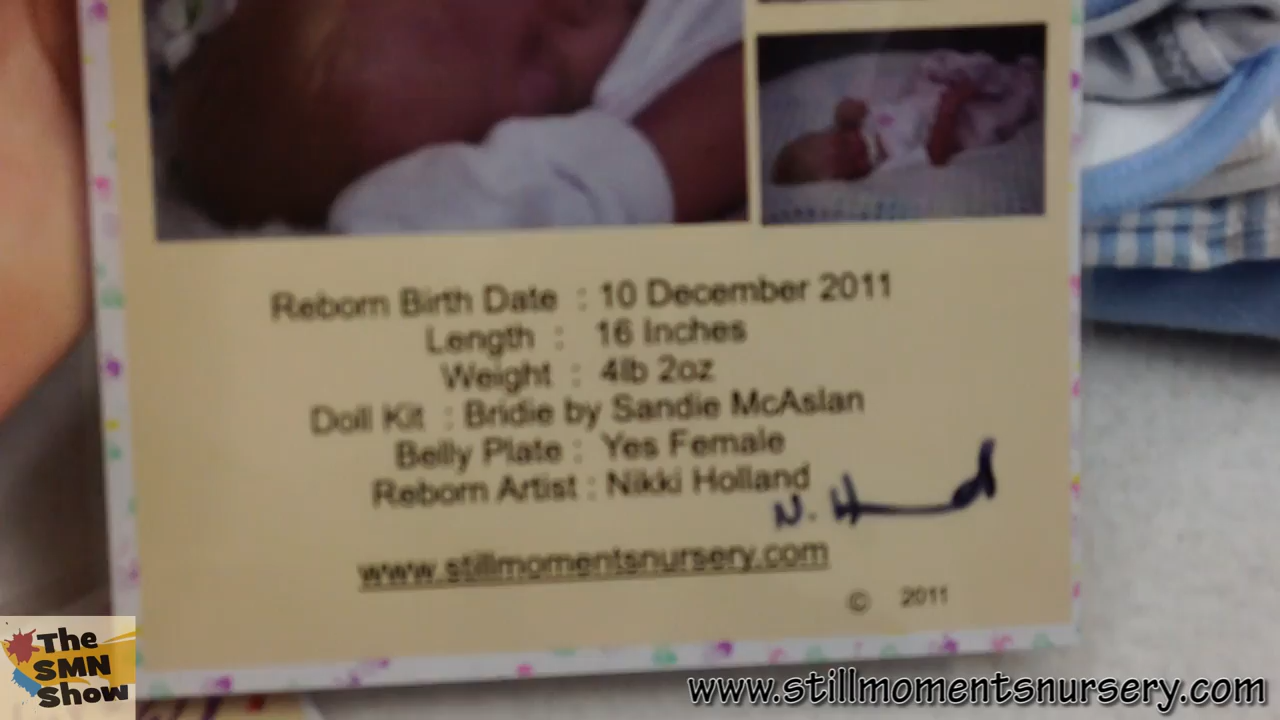 Reborn Birth Date : 10 December 2011
Length : 16 Inches
Weight : 4lb 2oz
Doll Kit : Bridie by Sandie McAslan
Belly Plate : Yes Female
Reborn Artist : Nikki Holland
N. H
www.stillmomentsnursery.com
© 2011
The
SMN
Show
www.stillmomentsnursery.com